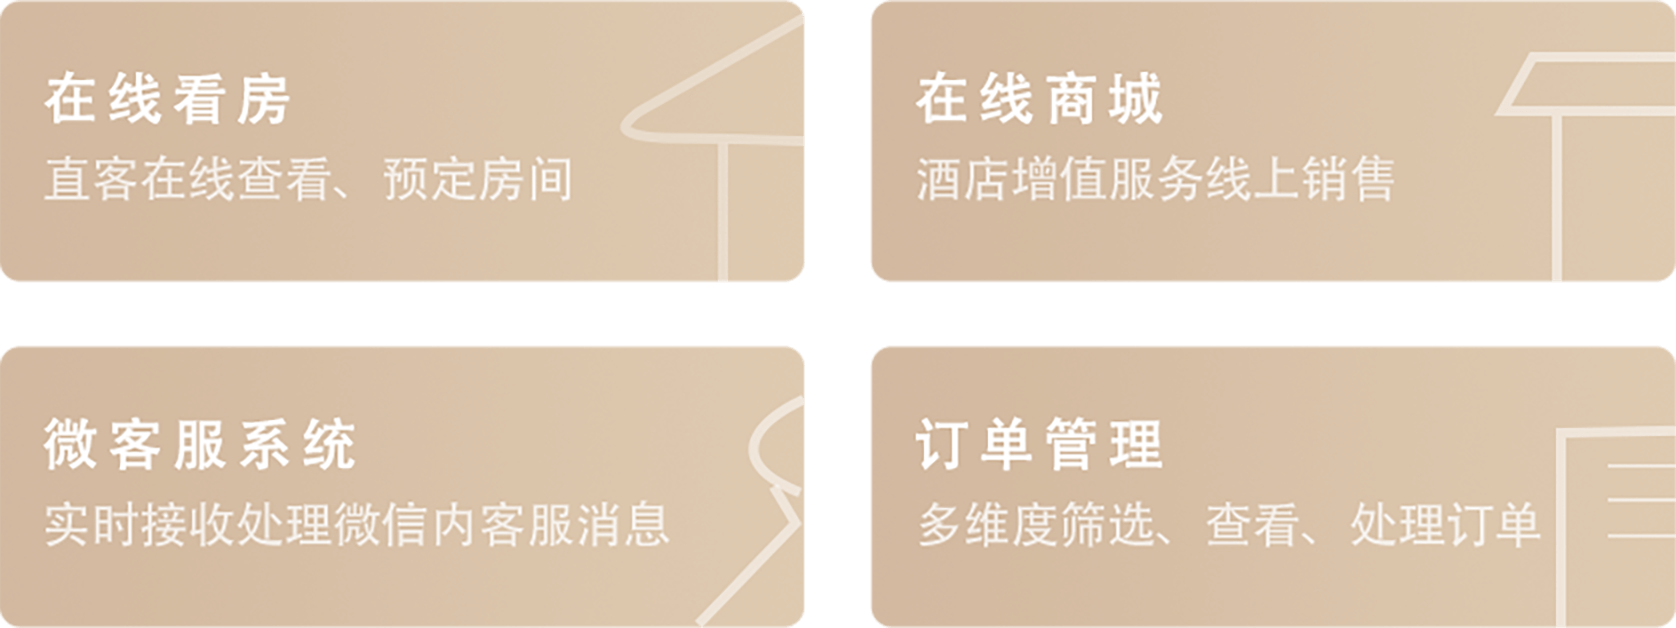 在线看房
直客在线查看、预定房间
在线商城
酒店增值服务线上销售
微客服系统
实时接收处理微信内客服消息
订单管理
多维度筛选、查看、处理订单